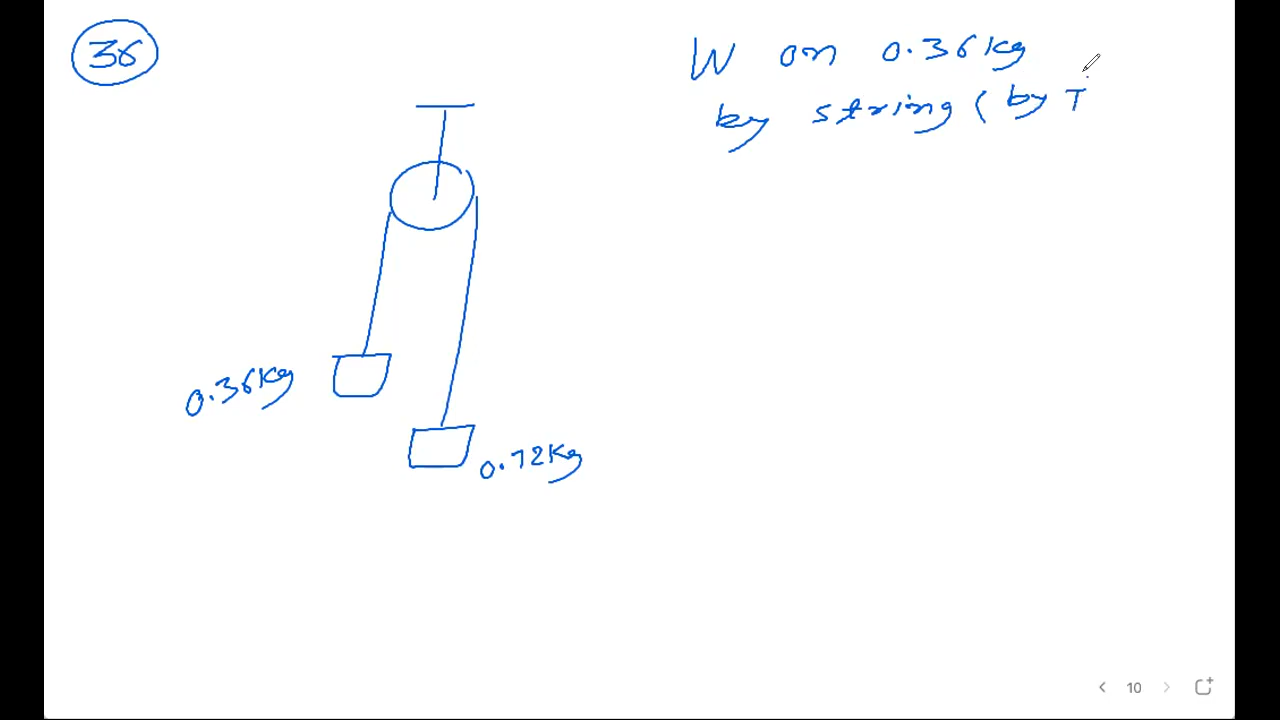 36
W on 0.36kg
by string ( by T
0.36kg
0.72kg
10